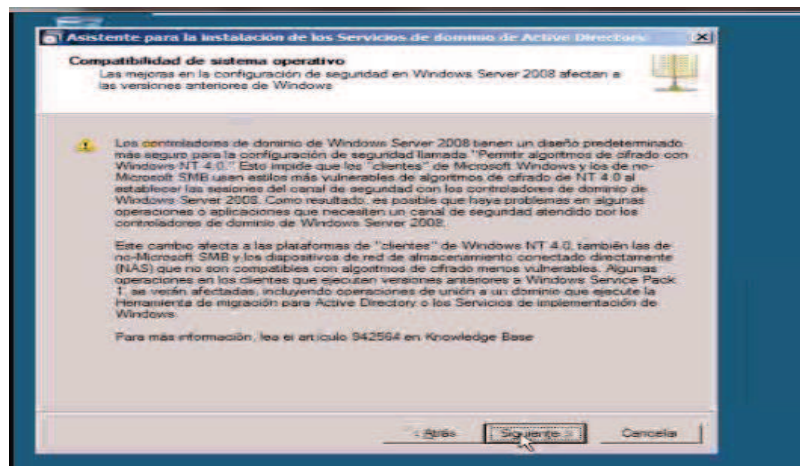 Asistente para la instalación de los Servicios de dominio de Active Directory
Compatibilidad de sistema operativo
Las mejoras en la configuración de seguridad en Windows Server 2008 afectan a
las versiones anteriores de Windows
Los controladores de dominio de Windows Server 2008 tienen un diseño predeterminado
más seguro para la configuración de seguridad llamada "Permitir algoritmos de cifrado con
Windows NT 4.0." Esto impide que los "clientes" de Microsoft Windows y los de no-
Microsoft SMB usen estilos más vulnerables de algoritmos de cifrado de NT 4.0 al
establecer las sesiones del canal de seguridad con los controladores de dominio de
Windows Server 2008. Como resultado, es posible que haya problemas en algunas
operaciones o aplicaciones que necesiten un canal de seguridad atendido por los
controladores de dominio de Windows Server 2008.
Este cambio afecta a las plataformas de "clientes" de Windows NT 4.0, también las de
no-Microsoft SMB y los dispositivos de red de almacenamiento conectado directamente
(NAS) que no son compatibles con algoritmos de cifrado menos vulnerables. Algunas
operaciones en los clientes que ejecutan versiones anteriores a Windows Service Pack
1, se verán afectadas, incluyendo operaciones de unión a un dominio que ejecute la
Herramienta de migración para Active Directory o los Servicios de implementación de
Windows.
Para más información, lea el artículo 942564 en Knowledge Base
< Atrás
Siguiente >
Cancelar